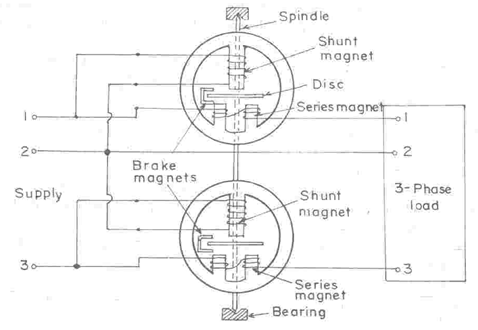 Spindle
Shunt
magnet
Disc
Series magnet
1
1
2
2
Brake
magnets
3-Phase
load
Supply
Shunt
magnet
3
3
Series
magnet
Bearing